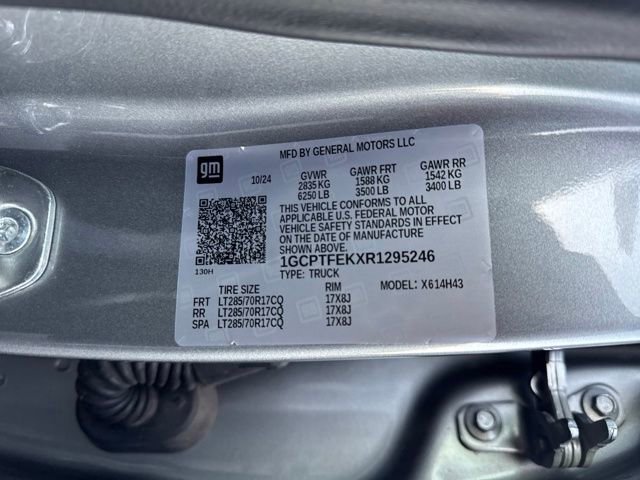 gm
MFD BY GENERAL MOTORS LLC
10/24 GVWR GAWR FRT GAWR RR
2835 KG 1588 KG 1542 KG
6250 LB 3500 LB 3400 LB
THIS VEHICLE CONFORMS TO ALL
APPLICABLE U.S. FEDERAL MOTOR
VEHICLE SAFETY STANDARDS IN EFFECT
ON THE DATE OF MANUFACTURE
SHOWN ABOVE.
1GCPTFEKXR1295246
130H TYPE: TRUCK
TIRE SIZE RIM MODEL: X614H43
FRT LT285/70R17CQ 17X8J
RR LT285/70R17CQ 17X8J
SPA LT285/70R17CQ 17X8J